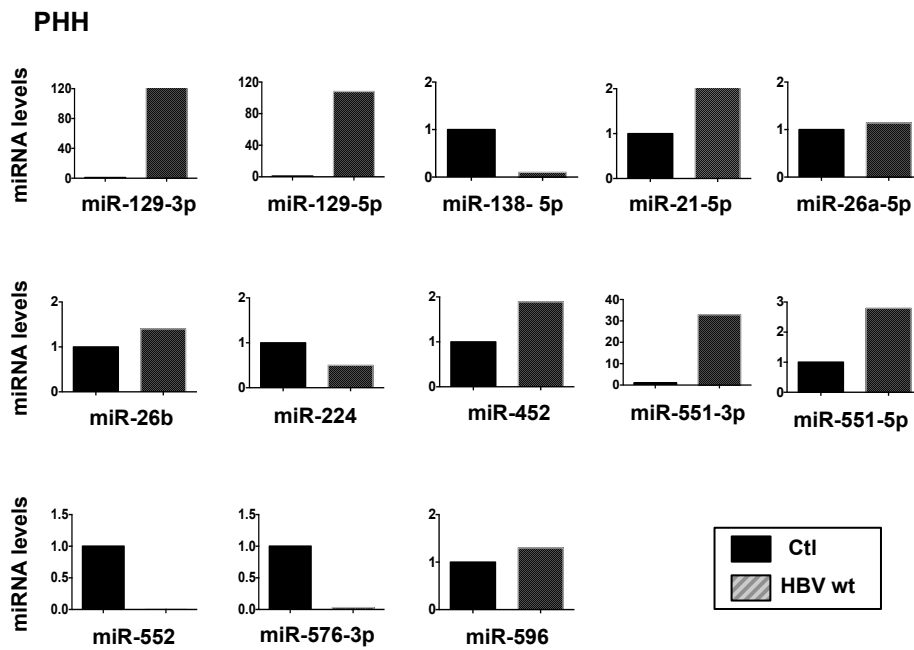 PHH
miRNA levels
120
80
40
0
miR-129-3p
120
80
40
0
miR-129-5p
2
1
0
miR-138- 5p
2
1
0
miR-21-5p
2
1
0
miR-26a-5p
miRNA levels
2
1
0
miR-26b
2
1
0
miR-224
2
1
0
miR-452
40
30
20
10
0
miR-551-3p
3
2
1
0
miR-551-5p
miRNA levels
1.5
1.0
0.5
0.0
miR-552
1.5
1.0
0.5
0.0
miR-576-3p
2
1
0
miR-596
Ctl
HBV wt